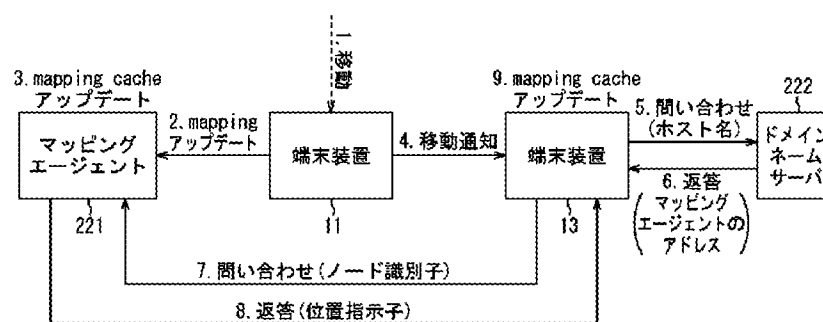 1.移動
3.mapping cache
アップデート
9.mapping cache
アップデート
222
2.mapping
アップデート
5.問い合わせ
(ホスト名)
マッピング
エージェント
端末装置
4.移動通知
端末装置
ドメイン
ネーム
サーバ
6.返答
(マッピング
エージェントの
アドレス)
221
11
13
7.問い合わせ(ノード識別子)
8.返答(位置指示子)